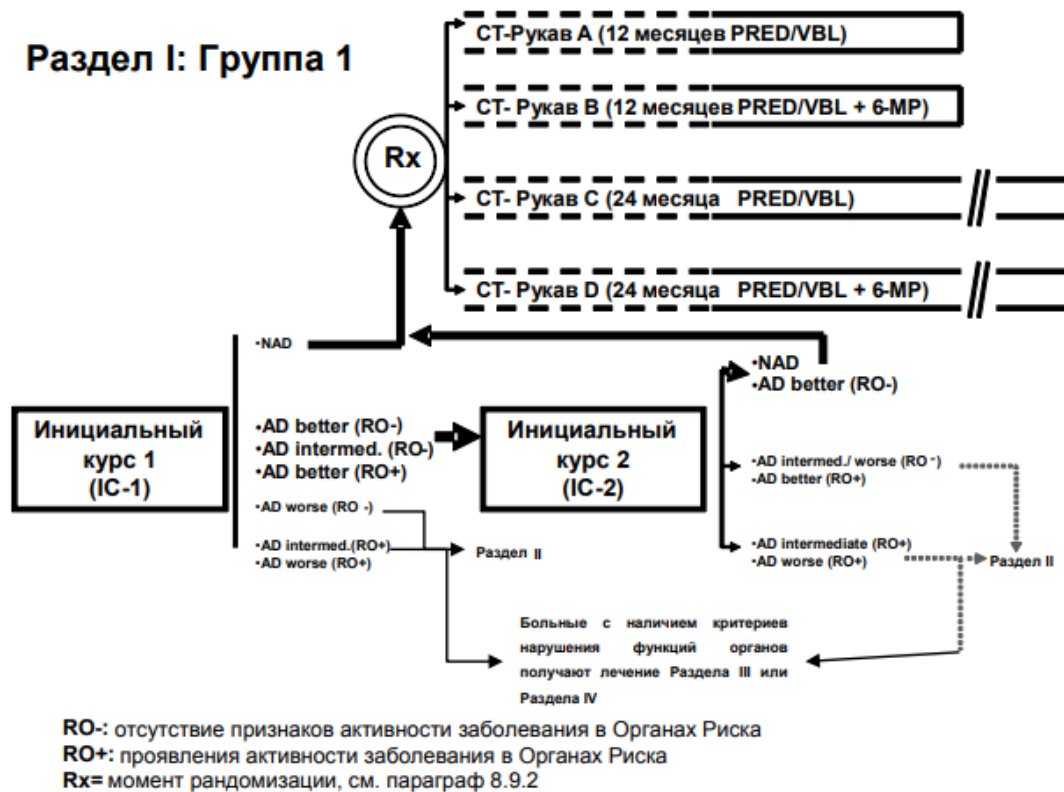 Раздел I: Группа 1
СТ-Рукав А (12 месяцев PRED/VBL)
СТ- Рукав В (12 месяцев PRED/VBL + 6-MP)
Rx
СТ- Рукав С (24 месяца PRED/VBL)
СТ- Рукав D (24 месяца PRED/VBL + 6-MP)
•NAD
Инициальный
курс 1
(IC-1)
•AD better (RO-)
•AD intermed. (RO-)
•AD better (RO+)
•AD worse (RO -)
•AD intermed.(RO+)
•AD worse (RO+)
Раздел II
Инициальный
курс 2
(IC-2)
•NAD
•AD better (RO-)
•AD intermed./ worse (RO -)
•AD better (RO+)
•AD intermediate (RO+)
•AD worse (RO+)
Раздел II
Больные с наличием критериев
нарушения функций органов
получают лечение Раздела III или
Раздела IV
RO-: отсутствие признаков активности заболевания в Органах Риска
RO+: проявления активности заболевания в Органах Риска
Rx= момент рандомизации, см. параграф 8.9.2